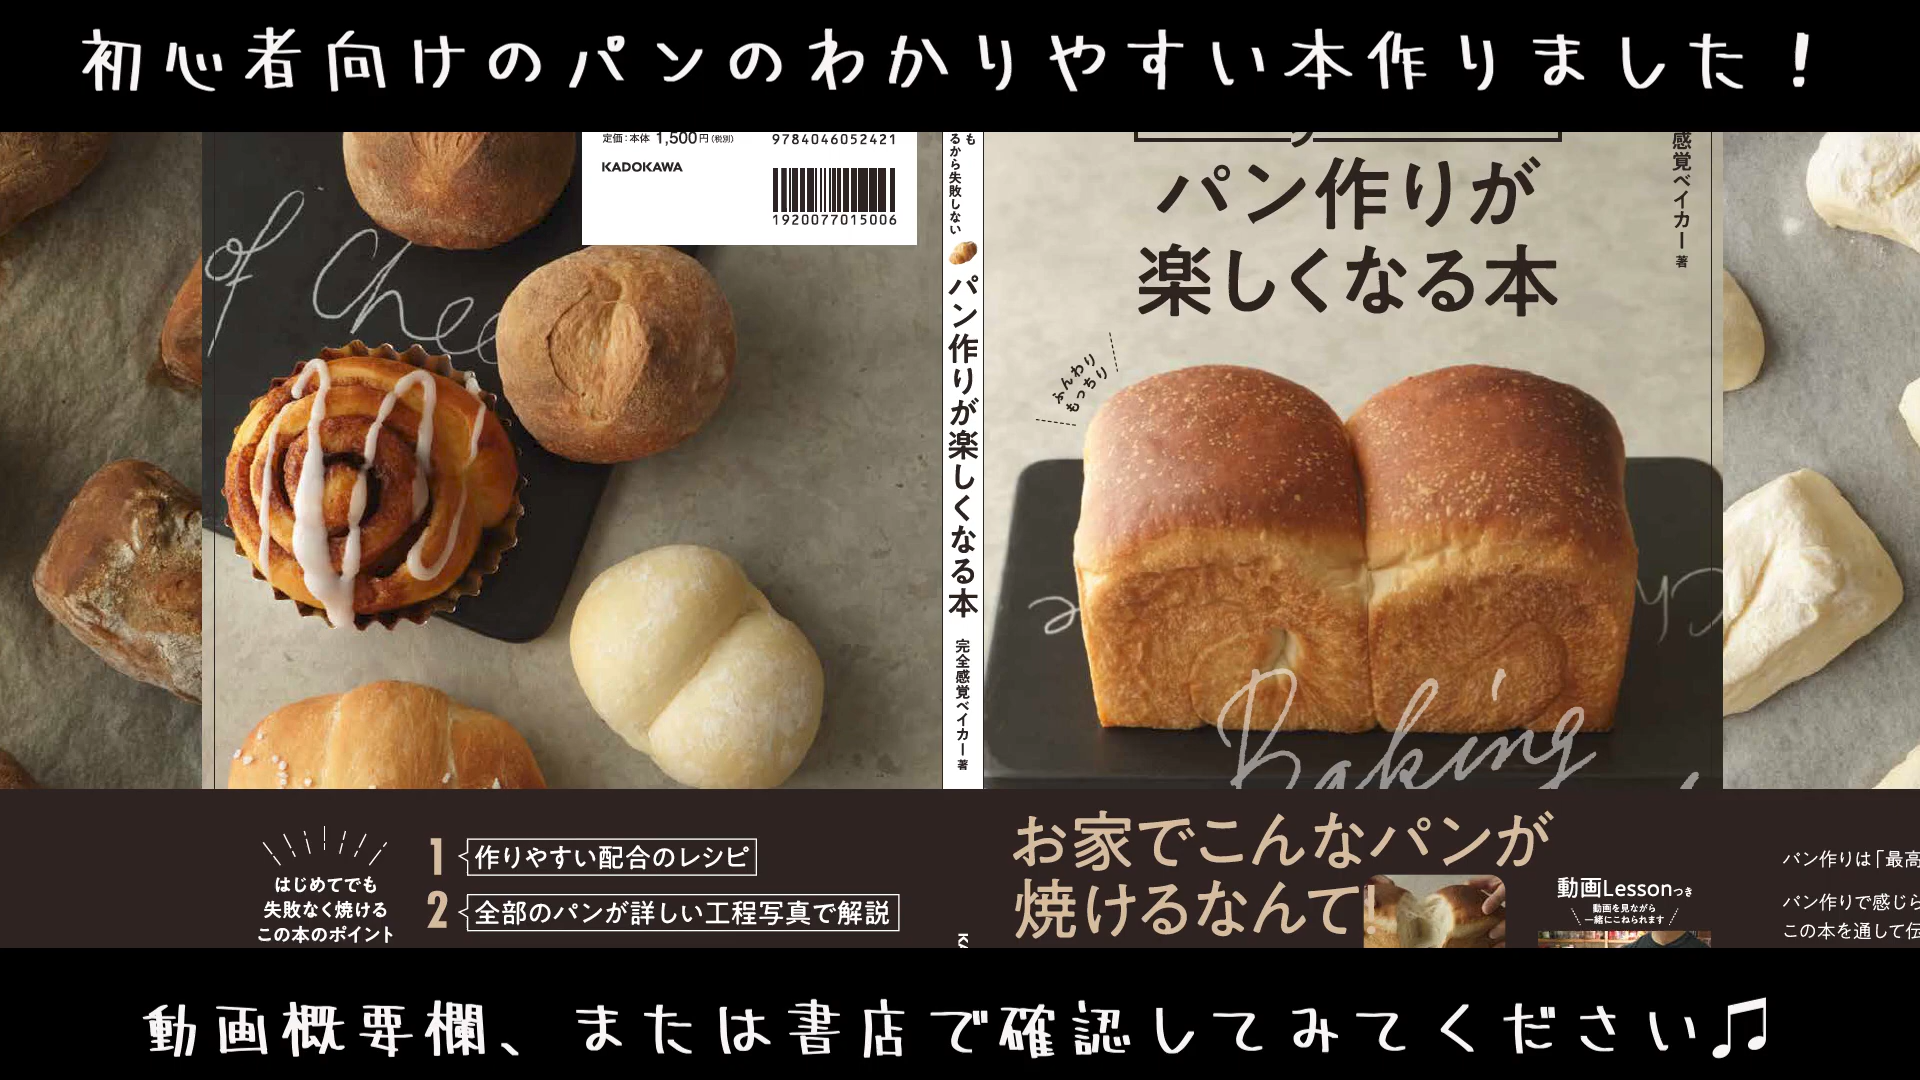 初心者向けのパンのわかりやすい本作りました！
定価：本体 1,500円（税別）
9784046052421
KADOKAWA
1920077015006
of Chee
も
るから失敗しない
パン作りが楽しくなる本
完全感覚ベイカー 著
パン作りが
楽しくなる本
感覚ベイカー 著
ふんわり
もっちり
Baking
はじめてでも
失敗なく焼ける
この本のポイント
1 作りやすい配合のレシピ
2 全部のパンが詳しい工程写真で解説
お家でこんなパンが
焼けるなんて！
動画Lessonつき
動画を見ながら
一緒にこねられます
パン作りは「最高
パン作りで感じら
この本を通して伝
動画概要欄、または書店で確認してみてください♫